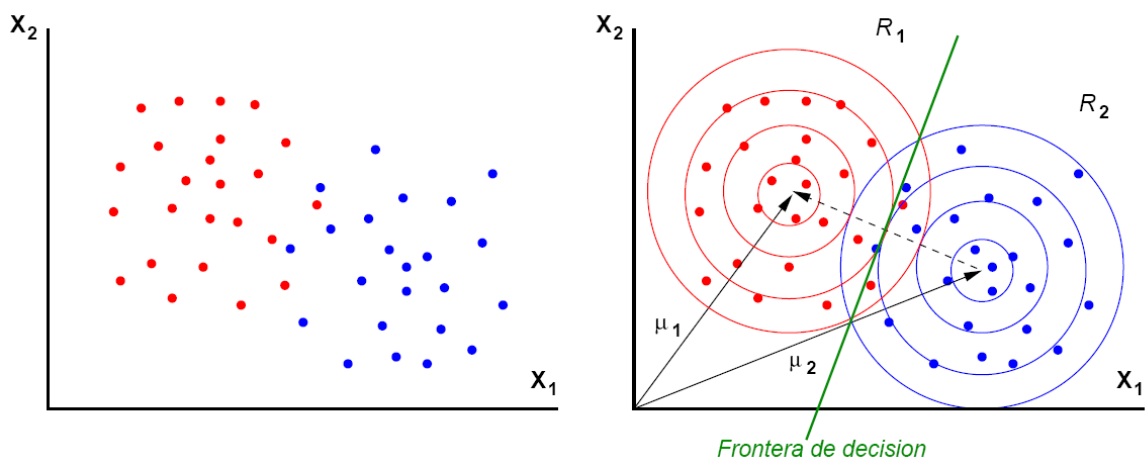 X₂
X₁
X₂
R₁
R₂
μ₁
μ₂
X₁
Frontera de decision